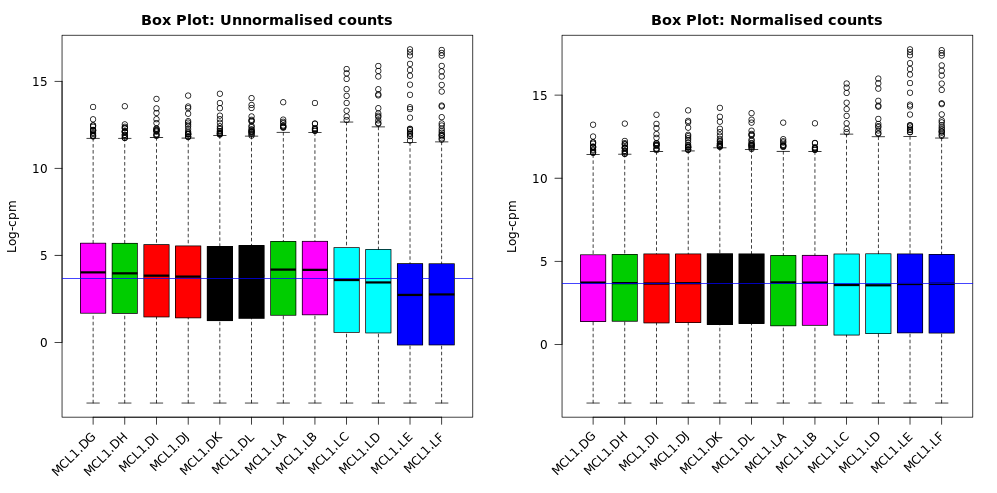 Box Plot: Unnormalised counts
Log-cpm
15
10
5
0
MCL1.DG
MCL1.DH
MCL1.DI
MCL1.DJ
MCL1.DK
MCL1.DL
MCL1.LA
MCL1.LB
MCL1.LC
MCL1.LD
MCL1.LE
MCL1.LF
Box Plot: Normalised counts
Log-cpm
15
10
5
0
MCL1.DG
MCL1.DH
MCL1.DI
MCL1.DJ
MCL1.DK
MCL1.DL
MCL1.LA
MCL1.LB
MCL1.LC
MCL1.LD
MCL1.LE
MCL1.LF